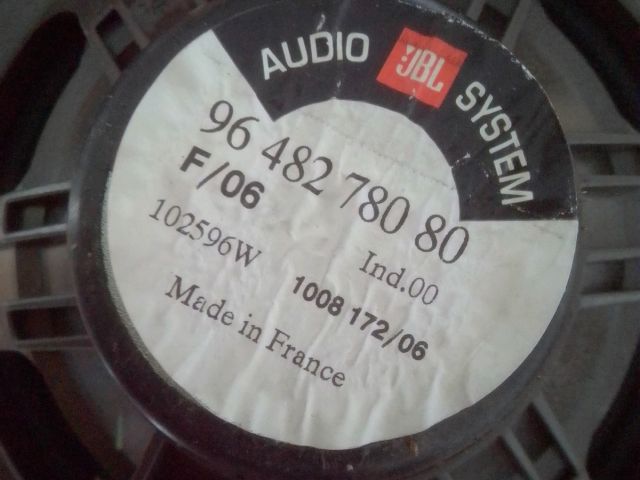 AUDIO JBL SYSTEM
96 482 780 80
F/06
Ind.00
102596W
1008 172/06
Made in France